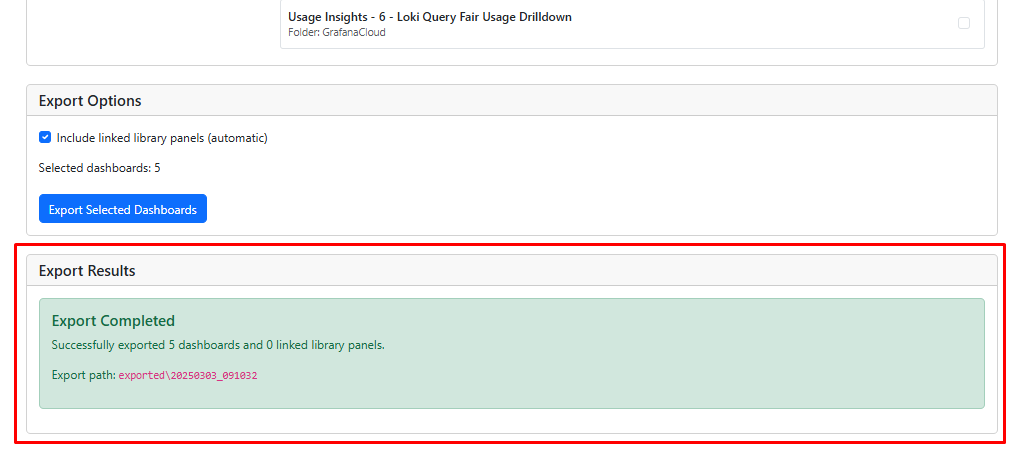 Usage Insights - 6 - Loki Query Fair Usage Drilldown
Folder: GrafanaCloud
Export Options
Include linked library panels (automatic)
Selected dashboards: 5
Export Selected Dashboards
Export Results
Export Completed
Successfully exported 5 dashboards and 0 linked library panels.
Export path: exported\20250303_091032